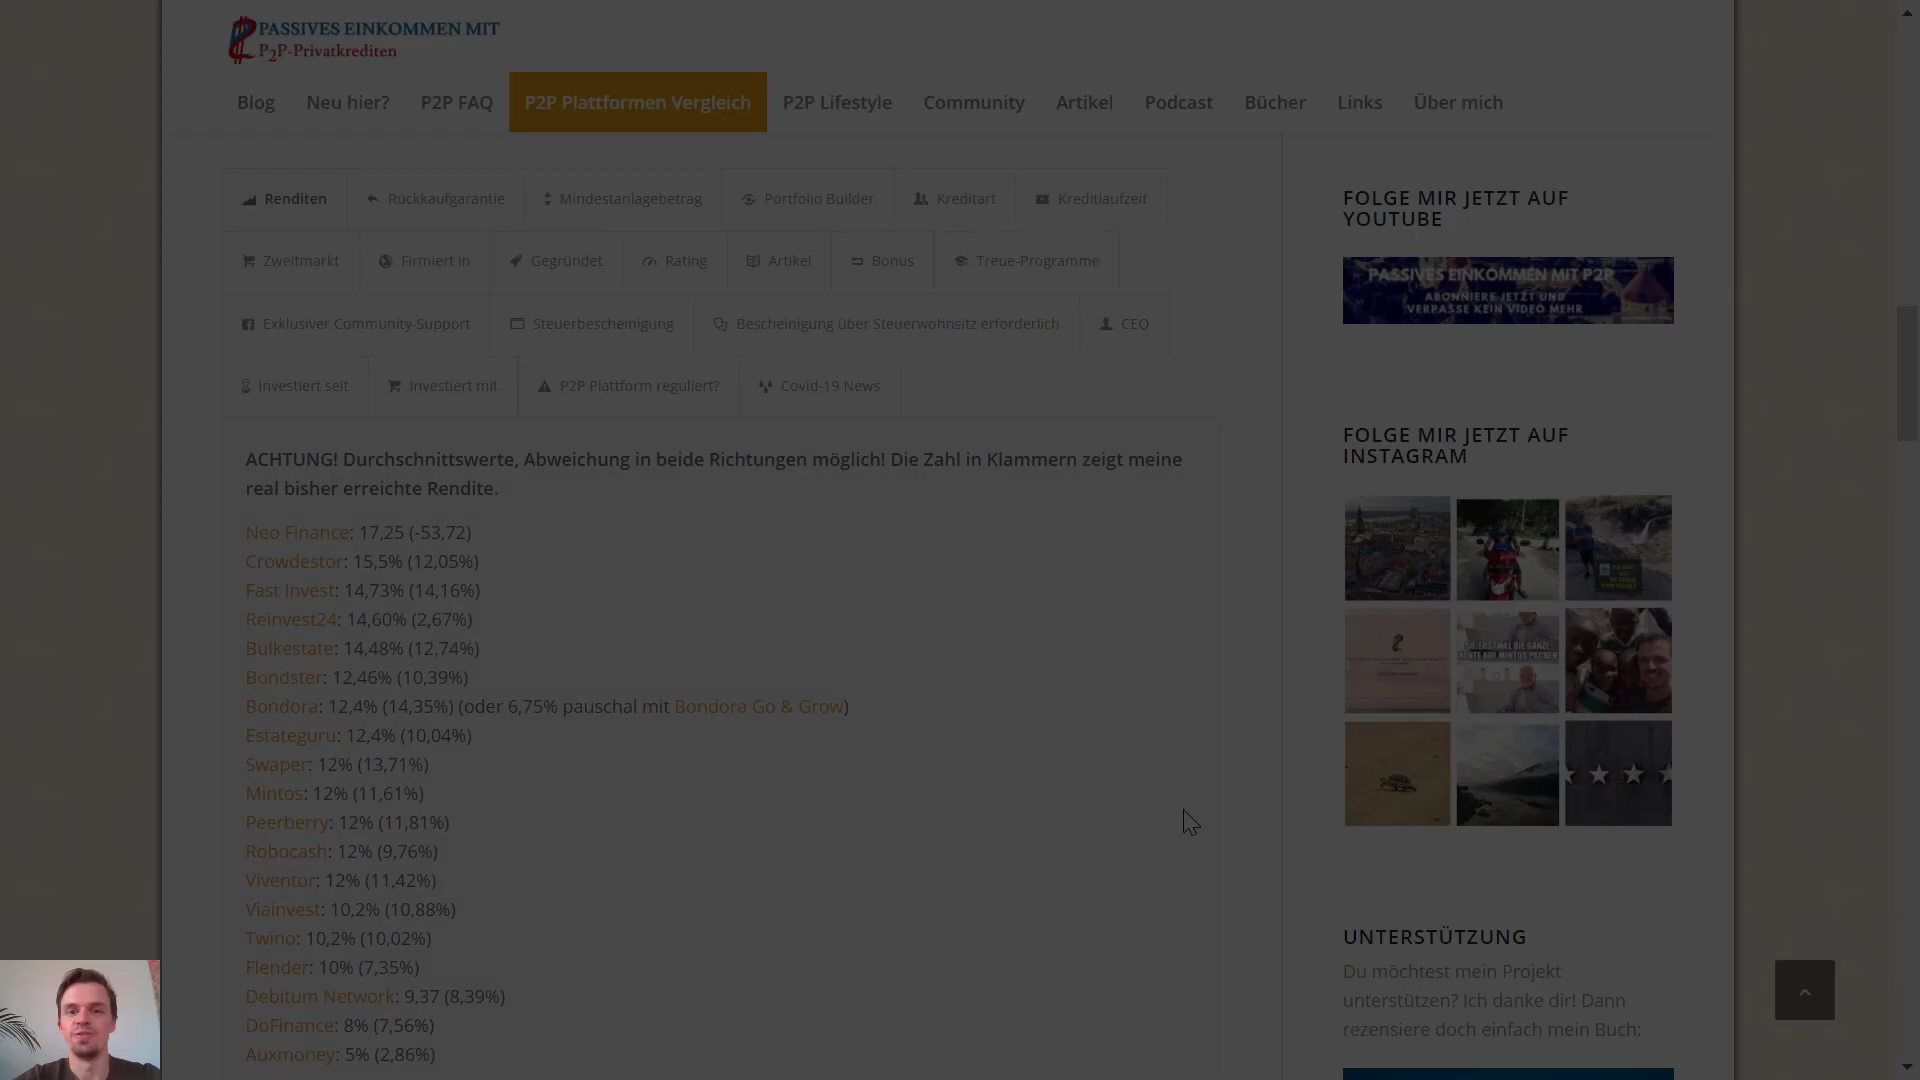 PASSIVES EINKOMMEN MIT
P2P-Privatkrediten
Blog Neu hier? P2P FAQ P2P Plattformen Vergleich P2P Lifestyle Community Artikel Podcast Bücher Links Über mich
Renditen Rückkaufgarantie Mindestanlagebetrag Portfolio Builder Kreditart Kreditlaufzeit
Zweitmarkt Firmiert in Gegründet Rating Artikel Bonus Treue-Programme
Exklusiver Community-Support Steuerbescheinigung Bescheinigung über Steuerwohnsitz erforderlich CEO
Investiert seit Investiert mit P2P Plattform reguliert? Covid-19 News
ACHTUNG! Durchschnittswerte, Abweichung in beide Richtungen möglich! Die Zahl in Klammern zeigt meine
real bisher erreichte Rendite.
Neo Finance: 17,25 (-53,72)
Crowdestor: 15,5% (12,05%)
Fast Invest: 14,73% (14,16%)
Reinvest24: 14,60% (2,67%)
Bulkestate: 14,48% (12,74%)
Bondster: 12,46% (10,39%)
Bondora: 12,4% (14,35%) (oder 6,75% pauschal mit Bondora Go & Grow)
Estateguru: 12,4% (10,04%)
Swaper: 12% (13,71%)
Mintos: 12% (11,61%)
Peerberry: 12% (11,81%)
Robocash: 12% (9,76%)
Viventor: 12% (11,42%)
Viainvest: 10,2% (10,88%)
Twino: 10,2% (10,02%)
Flender: 10% (7,35%)
Debitum Network: 9,37 (8,39%)
DoFinance: 8% (7,56%)
Auxmoney: 5% (2,86%)
FOLGE MIR JETZT AUF
YOUTUBE
PASSIVES EINKOMMEN MIT P2P
ABONNIERE JETZT UND
VERPASSE KEIN VIDEO MEHR
FOLGE MIR JETZT AUF
INSTAGRAM
UNTERSTÜTZUNG
Du möchtest mein Projekt
unterstützen? Ich danke dir! Dann
rezensiere doch einfach mein Buch: